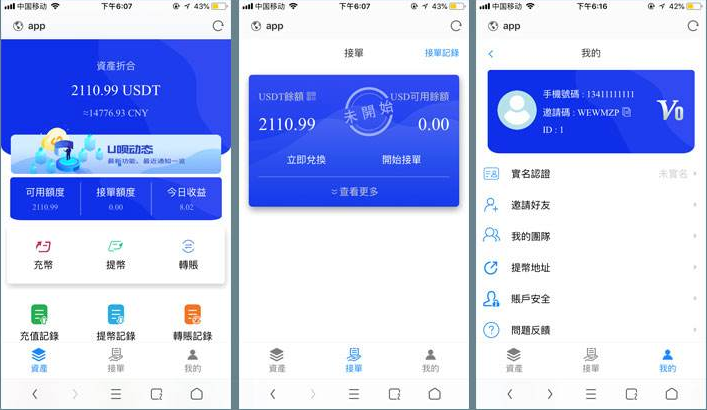 中国移动 下午6:07 43%
app
資產折合
2110.99 USDT
≈14776.93 CNY
U呗动态
最新功能、最近通知一览
可用額度 接單額度 今日收益
2110.99 0.00 8.02
充幣 提幣 轉賬
充值記錄 提幣記錄 轉賬記錄
資產 接單 我的
中国移动 下午6:07 43%
app
接單 接單記錄
USDT餘額 USD可用餘額
未開始
2110.99 0.00
立即兌換 開始接單
查看更多
資產 接單 我的
中国移动 下午6:16 42%
app
我的
手機號碼 : 13411111111
邀請碼 : WEWMZP
ID : 1
V0
實名認證 未實名
邀請好友
我的團隊
提幣地址
賬戶安全
問題反饋
資產 接單 我的